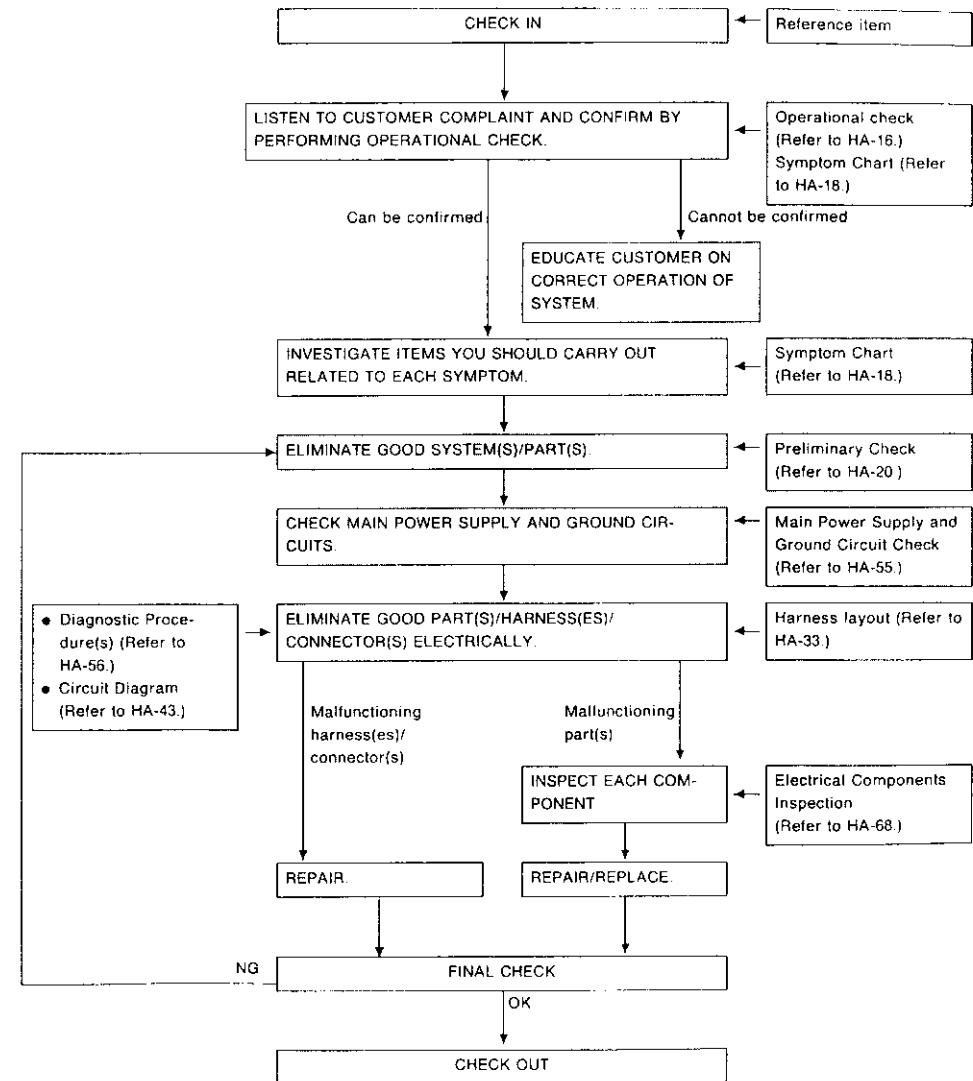 CHECK IN
Reference item
LISTEN TO CUSTOMER COMPLAINT AND CONFIRM BY
PERFORMING OPERATIONAL CHECK.
Operational check
(Refer to HA-16.)
Symptom Chart (Refer
to HA-18.)
Can be confirmed
Cannot be confirmed
EDUCATE CUSTOMER ON
CORRECT OPERATION OF
SYSTEM.
INVESTIGATE ITEMS YOU SHOULD CARRY OUT
RELATED TO EACH SYMPTOM.
Symptom Chart
(Refer to HA-18.)
ELIMINATE GOOD SYSTEM(S)/PART(S).
Preliminary Check
(Refer to HA-20.)
CHECK MAIN POWER SUPPLY AND GROUND CIR-
CUITS.
Main Power Supply and
Ground Circuit Check
(Refer to HA-55.)
● Diagnostic Proce-
dure(s) (Refer to
HA-56.)
● Circuit Diagram
(Refer to HA-43.)
ELIMINATE GOOD PART(S)/HARNESS(ES)/
CONNECTOR(S) ELECTRICALLY.
Harness layout (Refer to
HA-33.)
Malfunctioning
harness(es)/
connector(s)
Malfunctioning
part(s)
INSPECT EACH COM-
PONENT
Electrical Components
Inspection
(Refer to HA-68.)
REPAIR.
REPAIR/REPLACE.
NG
FINAL CHECK
OK
CHECK OUT